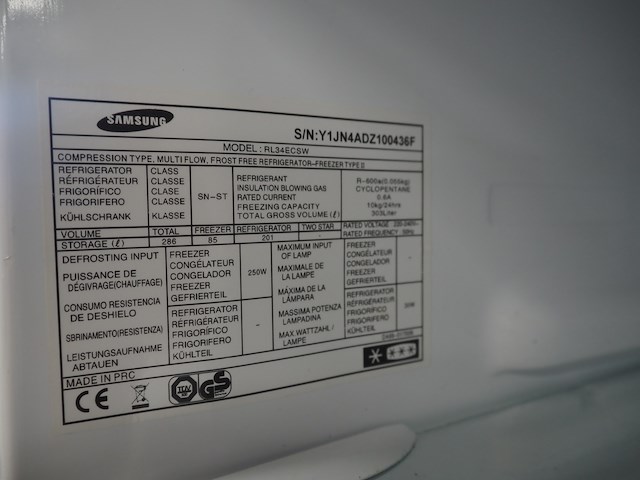 SAMSUNG
S/N:Y1JN4ADZ100436F
MODEL: RL34ECSW
COMPRESSION TYPE, MULTI FLOW, FROST FREE REFRIGERATOR-FREEZER TYPE II
REFRIGERATOR CLASS
RÉFRIGÉRATEUR CLASSE
FRIGORÍFICO CLASE
FRIGORIFERO CLASSE
KÜHLSCHRANK KLASSE
SN-ST
REFRIGERANT R-600a(0.055kg)
INSULATION BLOWING GAS CYCLOPENTANE
RATED CURRENT 0.8A
FREEZING CAPACITY 10kg/24hrs
TOTAL GROSS VOLUME (ℓ) 303Liter
VOLUME TOTAL FREEZER REFRIGERATOR TWO STAR RATED VOLTAGE 220-240V~
STORAGE (ℓ) 286 85 201 - RATED FREQUENCY 50Hz
DEFROSTING INPUT
PUISSANCE DE
DÉGIVRAGE(CHAUFFAGE)
CONSUMO RESISTENCIA
DE DESHIELO
SBRINAMENTO(RESISTENZA)
LEISTUNGSAUFNAHME
ABTAUEN
FREEZER
CONGÉLATEUR
CONGELADOR
FREEZER
GEFRIERTEIL
250W
REFRIGERATOR
RÉFRIGÉRATEUR
FRIGORÍFICO
FRIGORIFERO
KÜHLTEIL
-
MAXIMUM INPUT
OF LAMP
MAXIMALE DE
LA LAMPE
MÁXIMA DE LA
LÁMPARA
MASSIMA POTENZA
LAMPADINA
MAX.WATTZAHL /
LAMPE
FREEZER
CONGÉLATEUR
CONGELADOR
FREEZER
GEFRIERTEIL
-
REFRIGERATOR
RÉFRIGÉRATEUR
FRIGORÍFICO
FRIGORIFERO
KÜHLTEIL
MADE IN PRC
CE
GS